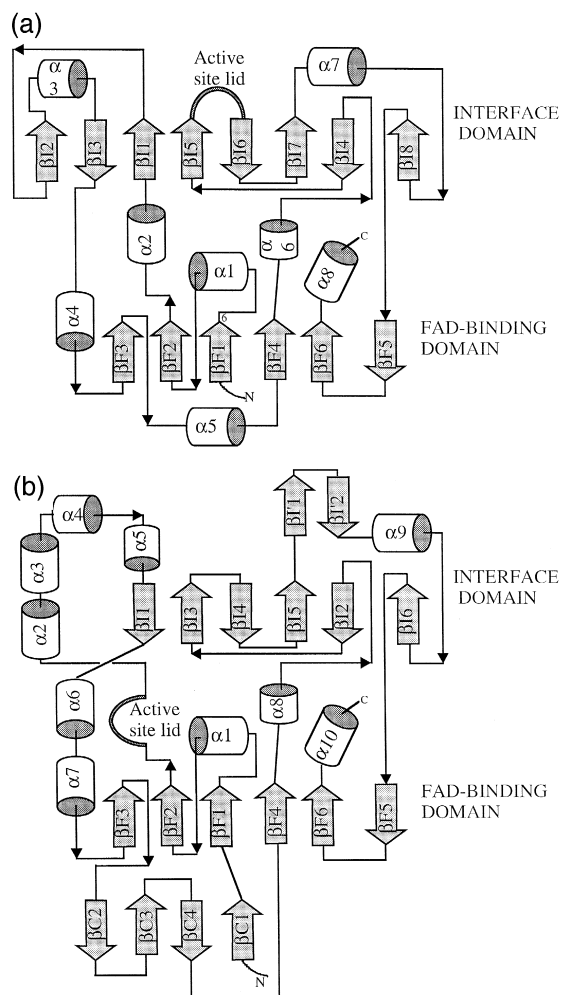 (a)
Active
site lid
α
3
α7
INTERFACE
DOMAIN
βI2
βI3
βI1
βI5
βI6
βI7
βI4
βI8
α2
α
6
C
α1
α8
α4
6
βF3
βF2
βF1
βF4
βF6
βF5
FAD-BINDING
DOMAIN
N
α5
(b)
βI'1
βI'2
α4
α5
α9
α3
INTERFACE
DOMAIN
α2
βI1
βI3
βI4
βI5
βI2
βI6
α6
Active
site lid
α8
C
α1
α10
α7
βF3
βF2
βF1
βF4
βF6
βF5
FAD-BINDING
DOMAIN
βC2
βC3
βC4
βC1
N